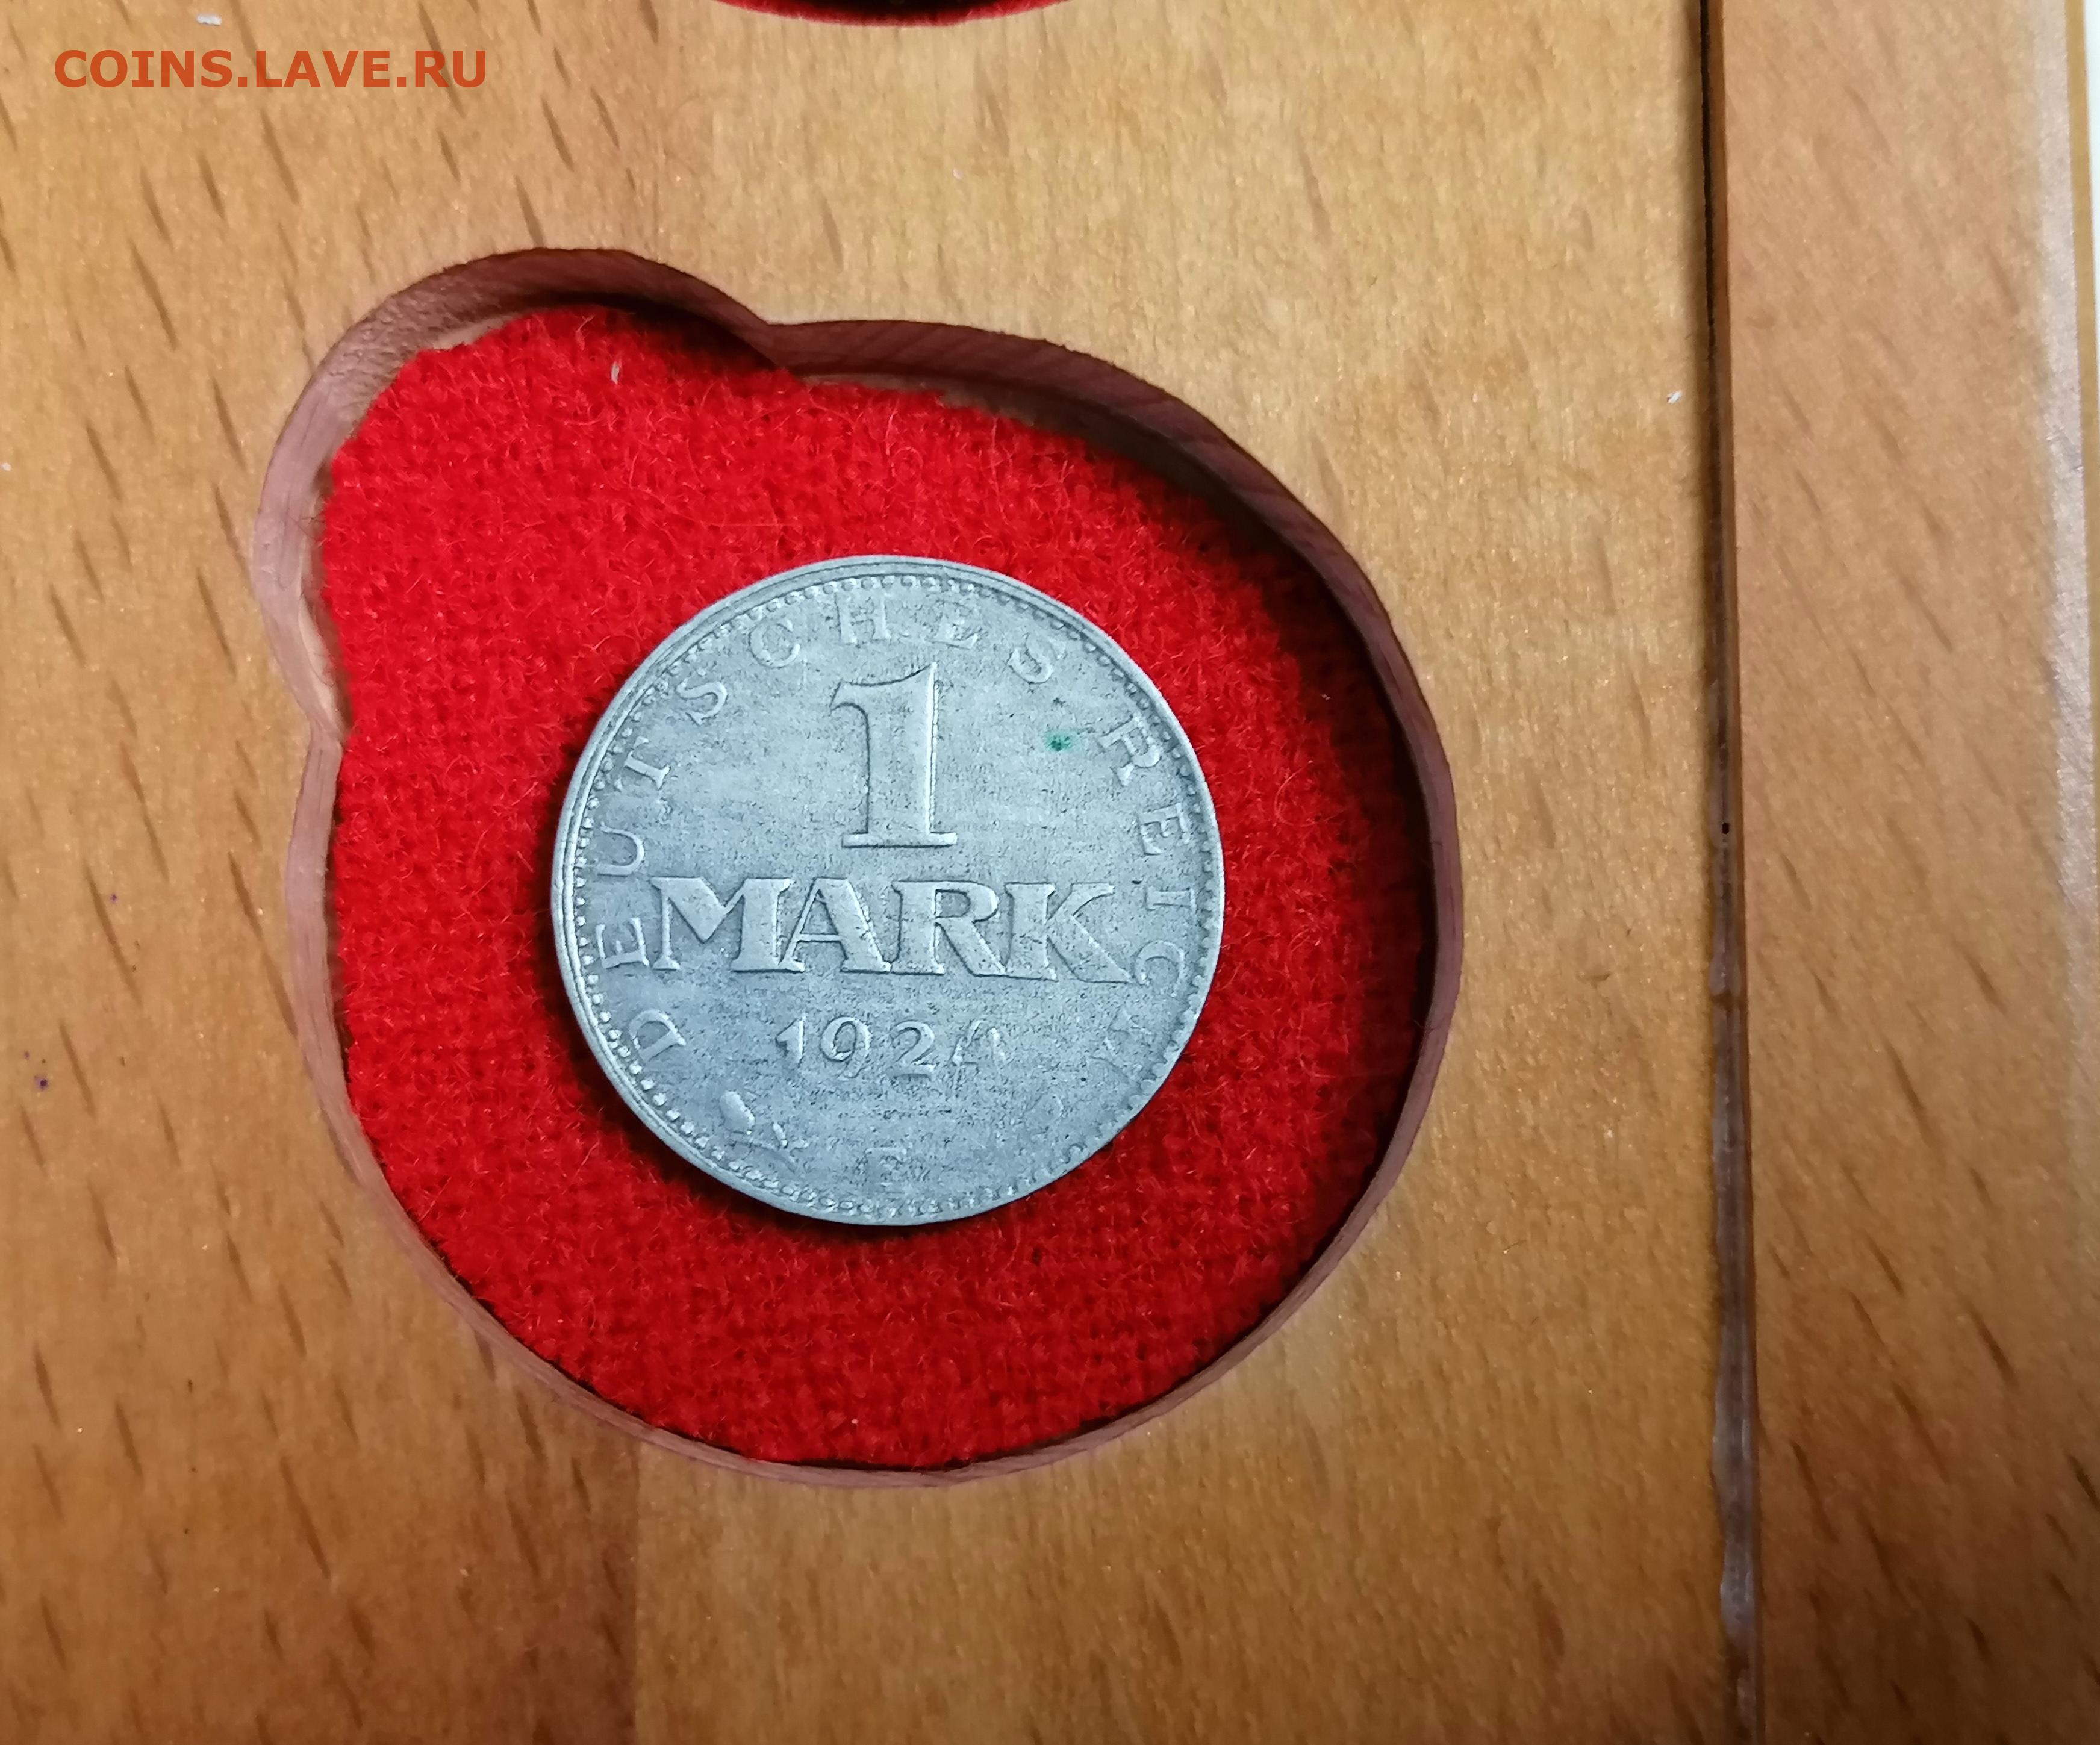 COINS.LAVE.RU
DEUTSCHES REICH
1
MARK
1924